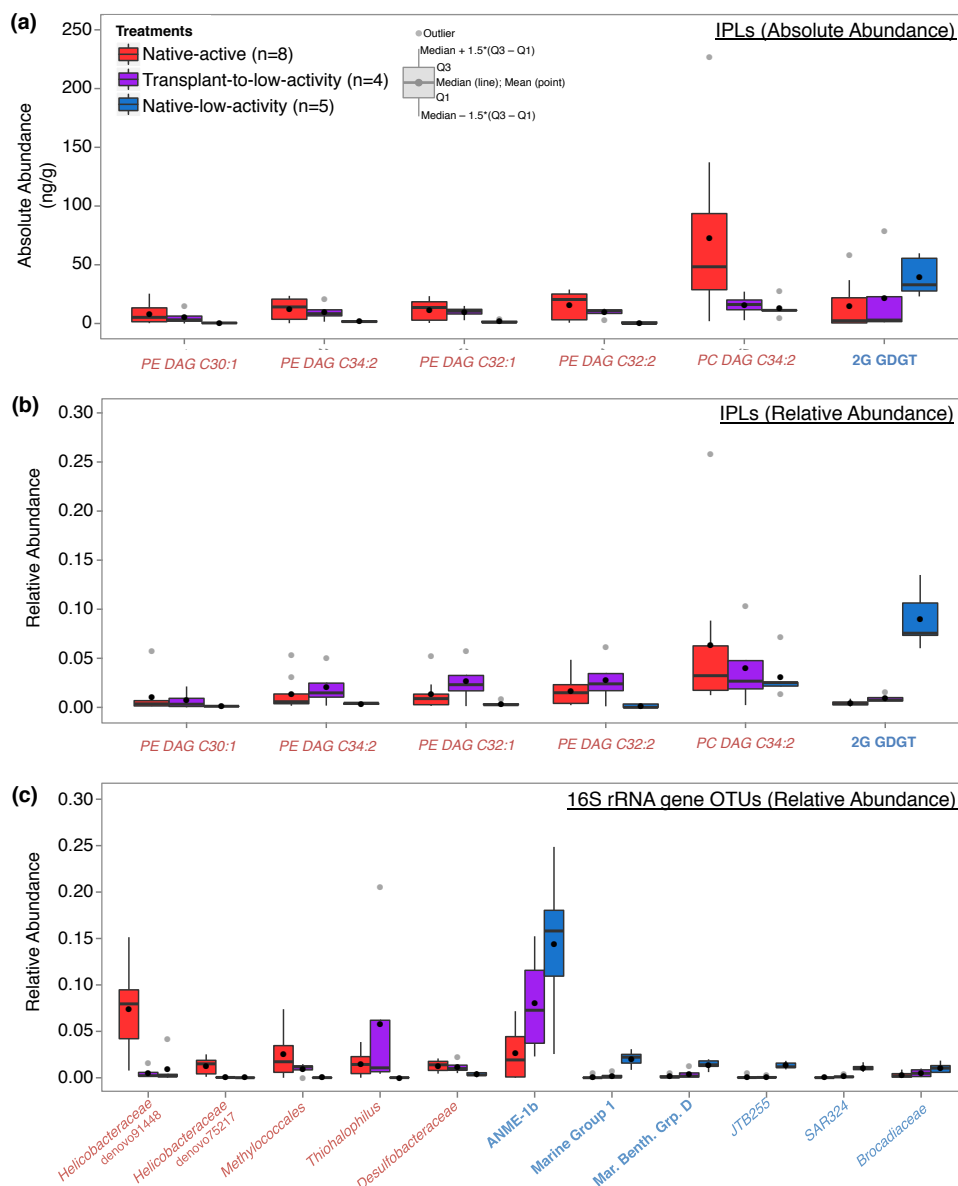 (a)
IPLs (Absolute Abundance)
Treatments
Native-active (n=8)
Transplant-to-low-activity (n=4)
Native-low-activity (n=5)
Outlier
Median + 1.5*(Q3 – Q1)
Q3
Median (line); Mean (point)
Q1
Median – 1.5*(Q3 – Q1)
Absolute Abundance
(ng/g)
250
200
150
100
50
0
PE DAG C30:1
PE DAG C34:2
PE DAG C32:1
PE DAG C32:2
PC DAG C34:2
2G GDGT
(b)
IPLs (Relative Abundance)
Relative Abundance
0.30
0.25
0.20
0.15
0.10
0.05
0.00
PE DAG C30:1
PE DAG C34:2
PE DAG C32:1
PE DAG C32:2
PC DAG C34:2
2G GDGT
(c)
16S rRNA gene OTUs (Relative Abundance)
Relative Abundance
0.30
0.25
0.20
0.15
0.10
0.05
0.00
Helicobacteraceae
denovo91448
Helicobacteraceae
denovo75217
Methylococcales
Thiohalophilus
Desulfobacteraceae
ANME-1b
Marine Group 1
Mar. Benth. Grp. D
JTB255
SAR324
Brocadiaceae